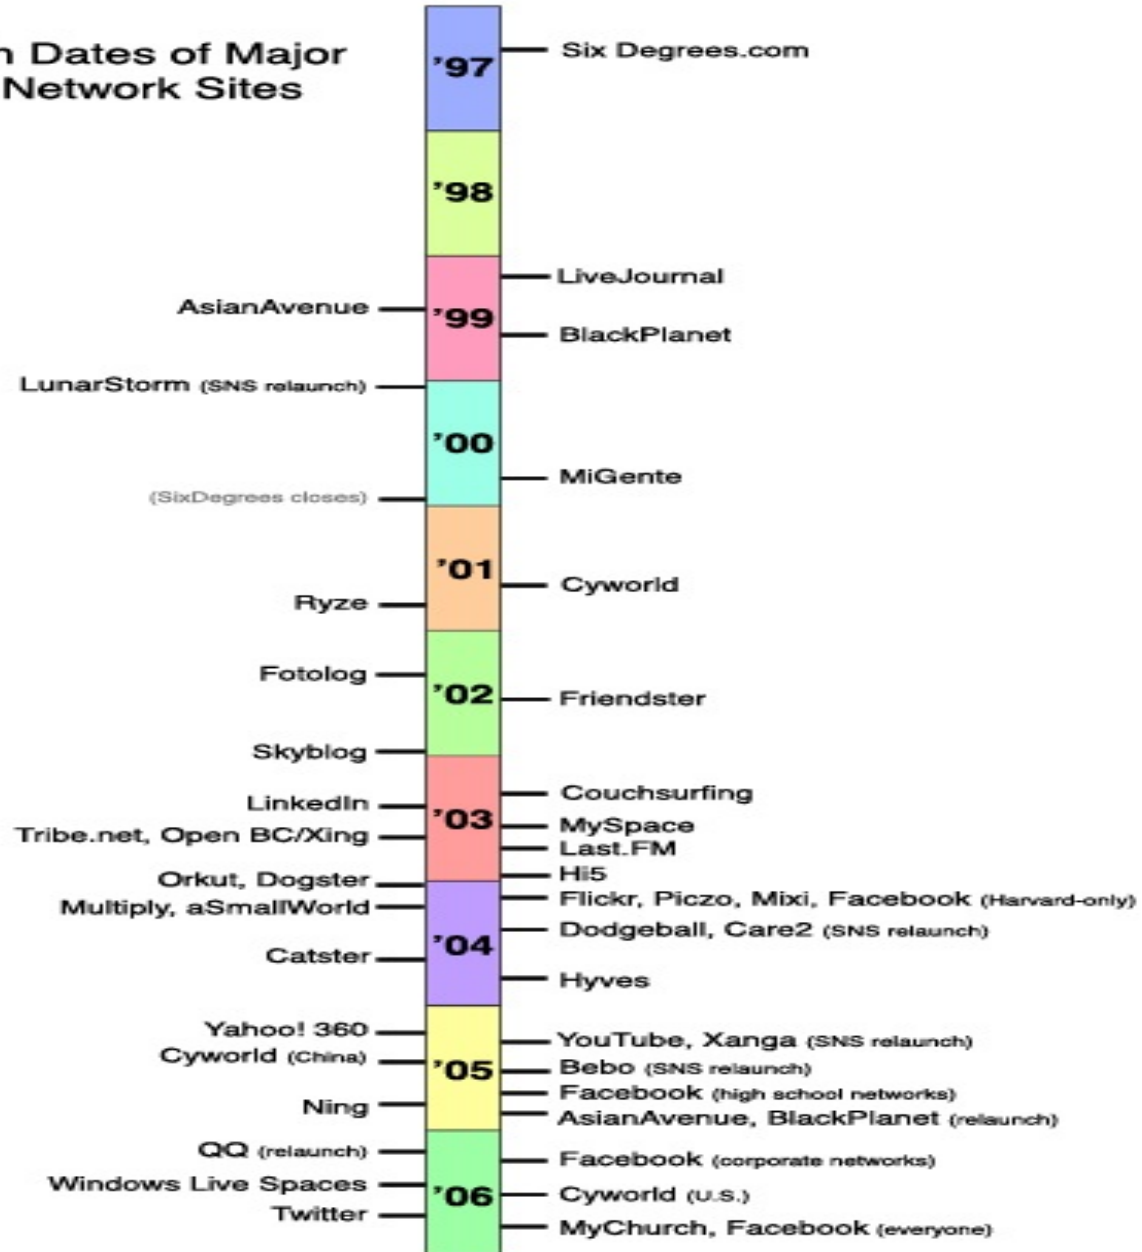 n Dates of Major
Network Sites
'97
Six Degrees.com
'98
LiveJournal
AsianAvenue
'99
BlackPlanet
LunarStorm (SNS relaunch)
'00
MiGente
(SixDegrees closes)
'01
Cyworld
Ryze
Fotolog
'02
Friendster
Skyblog
Couchsurfing
LinkedIn
'03
MySpace
Tribe.net, Open BC/Xing
Last.FM
Hi5
Orkut, Dogster
Flickr, Piczo, Mixi, Facebook (Harvard-only)
Multiply, aSmallWorld
Dodgeball, Care2 (SNS relaunch)
'04
Catster
Hyves
Yahoo! 360
YouTube, Xanga (SNS relaunch)
Cyworld (China)
Bebo (SNS relaunch)
'05
Facebook (high school networks)
Ning
AsianAvenue, BlackPlanet (relaunch)
QQ (relaunch)
Facebook (corporate networks)
Windows Live Spaces
'06
Cyworld (U.S.)
Twitter
MyChurch, Facebook (everyone)